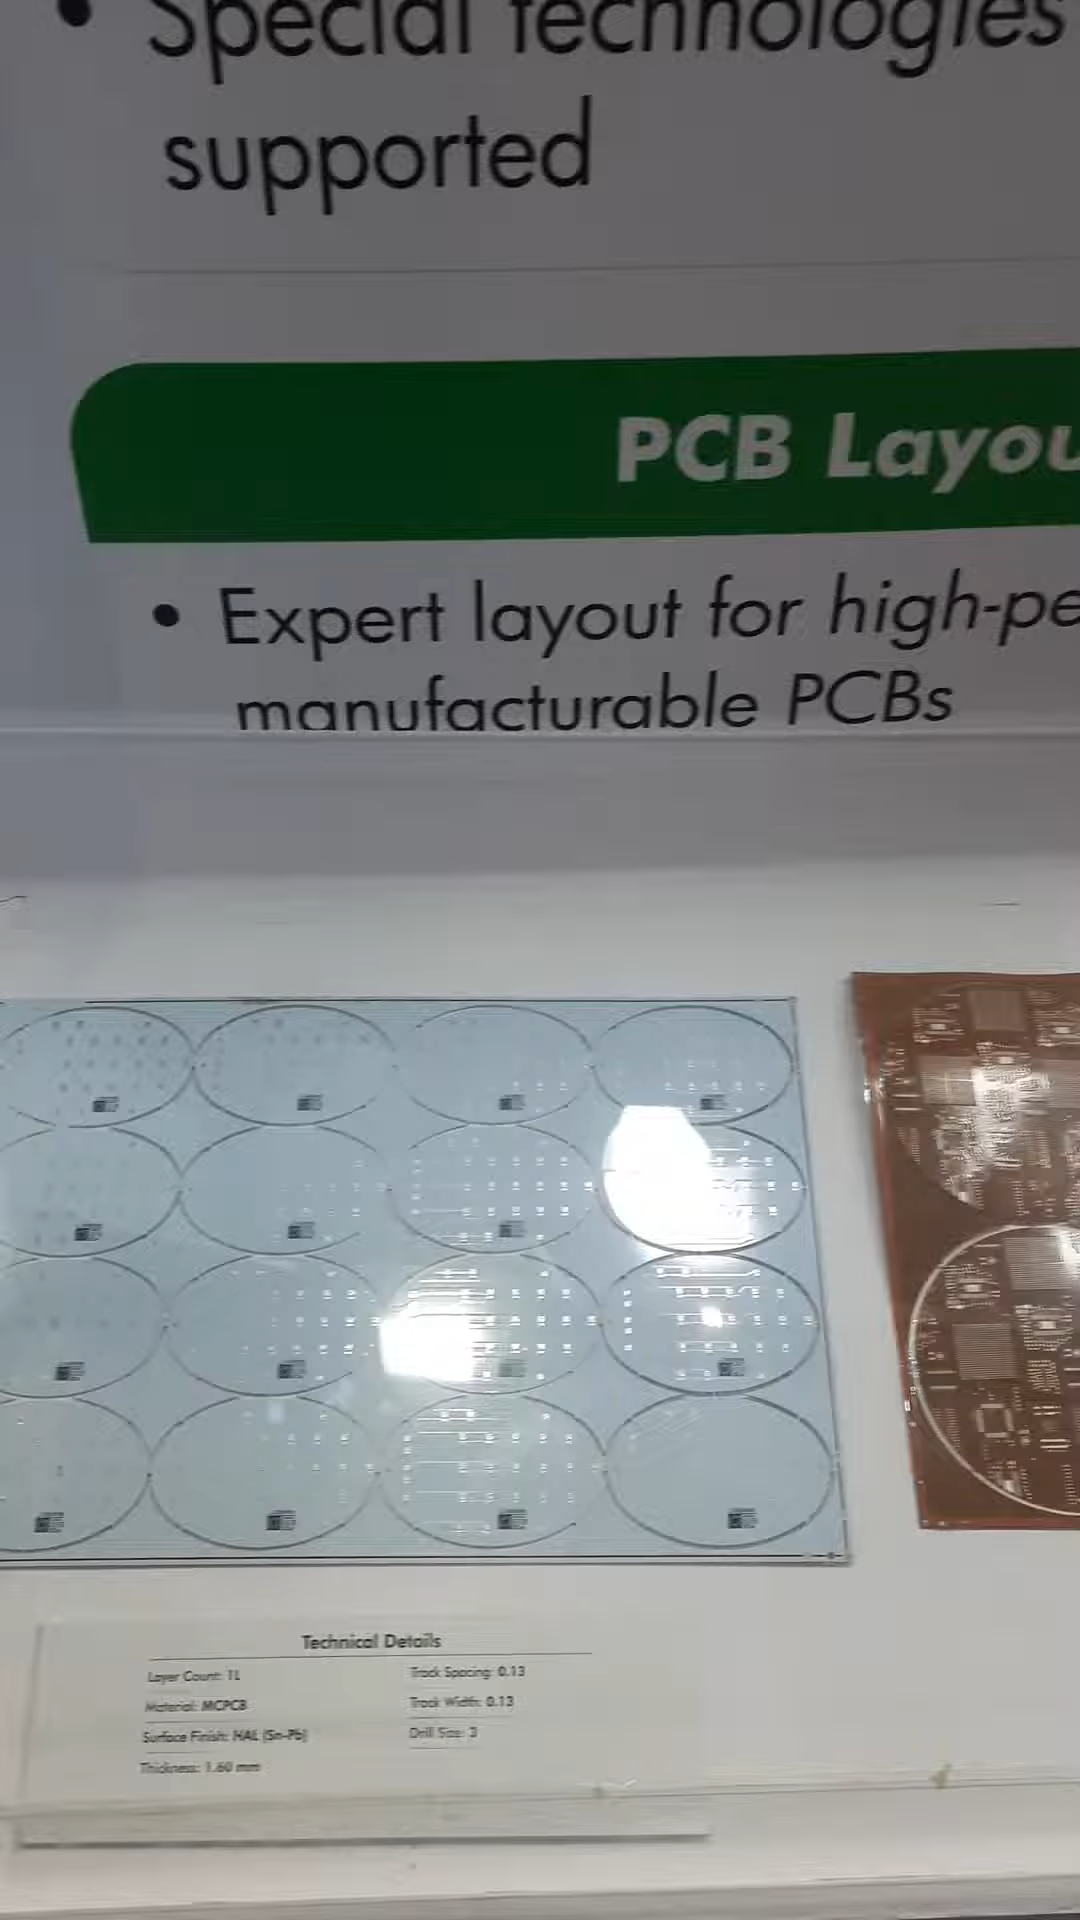 • Special technologies
supported
PCB Layou
• Expert layout for high-pe
manufacturable PCBs
Technical Details
Layer Count: 1L
Material: MCPCB
Surface Finish: HAL (Sn-Pb)
Thickness: 1.60 mm
Track Spacing: 0.13
Track Width: 0.13
Drill Size: 3